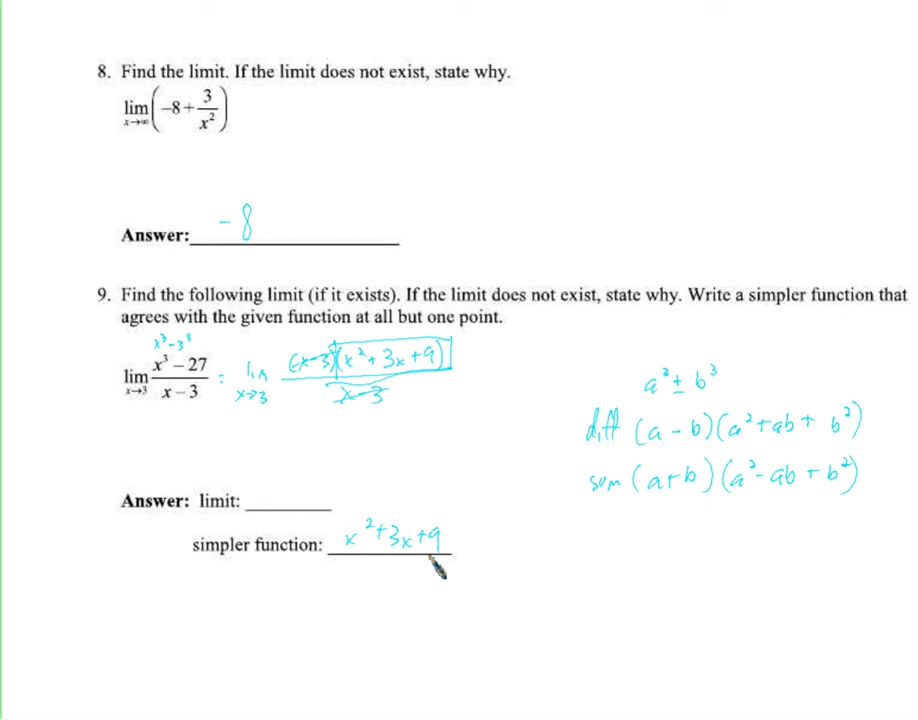 8. Find the limit. If the limit does not exist, state why.
lim x→∞ (−8 + 3/x²)
Answer: -8
9. Find the following limit (if it exists). If the limit does not exist, state why. Write a simpler function that
agrees with the given function at all but one point.
x³-3³
lim x→3 x³ − 27 / x − 3 = lim x→3 (x-3)(x²+3x+9) / x-3
a³ ± b³
diff (a - b)(a²+ab+ b²)
sum (a+b)(a²-ab+b²)
Answer: limit:
simpler function: x²+3x+9